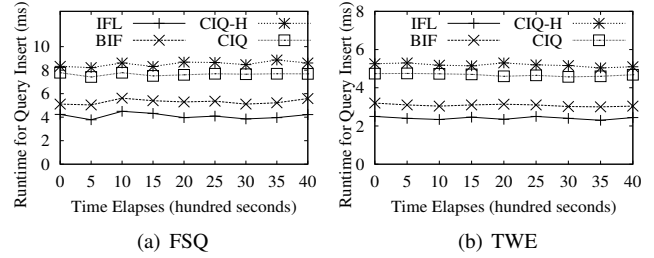 Runtime for Query Insert (ms)
IFL
BIF
CIQ-H
CIQ
10
8
6
4
2
0
0 5 10 15 20 25 30 35 40
Time Elapses (hundred seconds)
(a) FSQ
Runtime for Query Insert (ms)
IFL
BIF
CIQ-H
CIQ
8
6
4
2
0
0 5 10 15 20 25 30 35 40
Time Elapses (hundred seconds)
(b) TWE